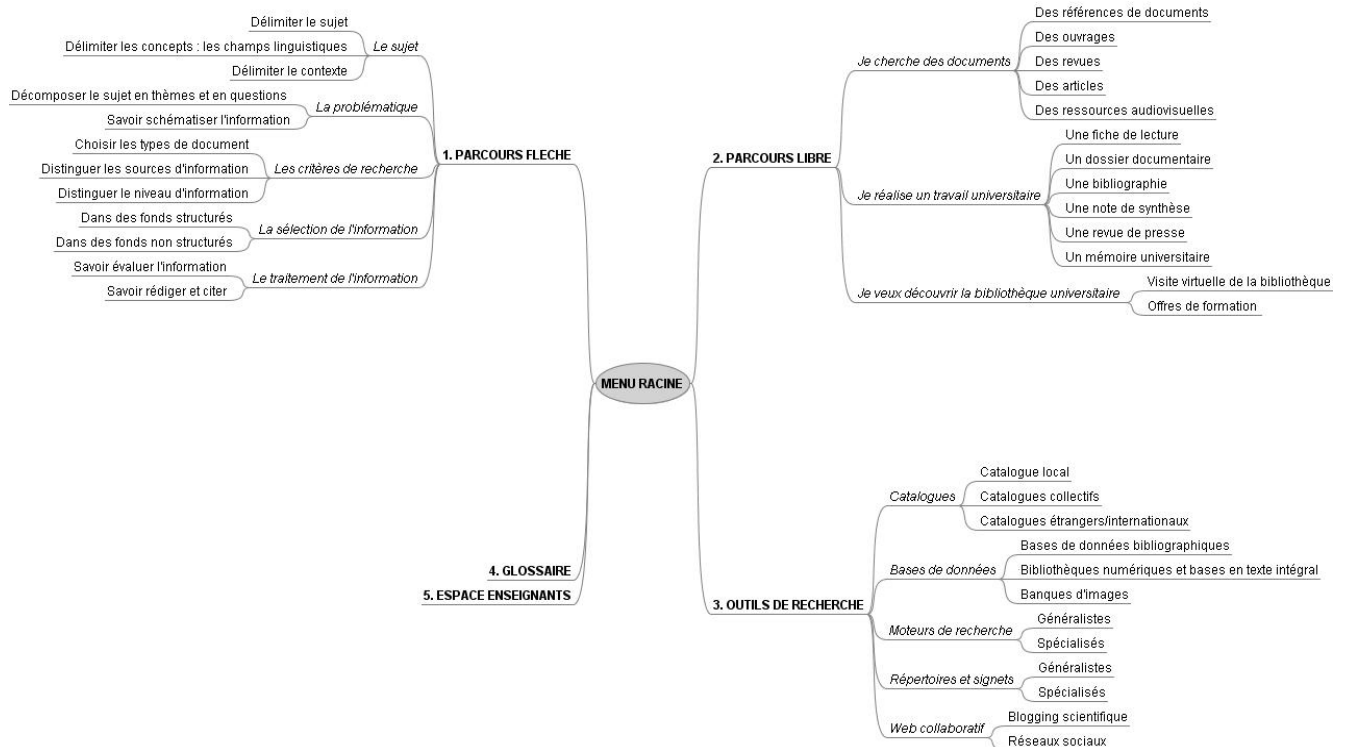 Délimiter le sujet
Délimiter les concepts : les champs linguistiques
Le sujet
Délimiter le contexte
Décomposer le sujet en thèmes et en questions
La problématique
Savoir schématiser l'information
1. PARCOURS FLECHE
Choisir les types de document
Distinguer les sources d'information
Les critères de recherche
Distinguer le niveau d'information
Dans des fonds structurés
La sélection de l'information
Dans des fonds non structurés
Savoir évaluer l'information
Le traitement de l'information
Savoir rédiger et citer
MENU RACINE
4. GLOSSAIRE
5. ESPACE ENSEIGNANTS
2. PARCOURS LIBRE
Je cherche des documents
Des références de documents
Des ouvrages
Des revues
Des articles
Des ressources audiovisuelles
Je réalise un travail universitaire
Une fiche de lecture
Un dossier documentaire
Une bibliographie
Une note de synthèse
Une revue de presse
Un mémoire universitaire
Je veux découvrir la bibliothèque universitaire
Visite virtuelle de la bibliothèque
Offres de formation
3. OUTILS DE RECHERCHE
Catalogues
Catalogue local
Catalogues collectifs
Catalogues étrangers/internationaux
Bases de données
Bases de données bibliographiques
Bibliothèques numériques et bases en texte intégral
Banques d'images
Moteurs de recherche
Généralistes
Spécialisés
Répertoires et signets
Généralistes
Spécialisés
Web collaboratif
Blogging scientifique
Réseaux sociaux